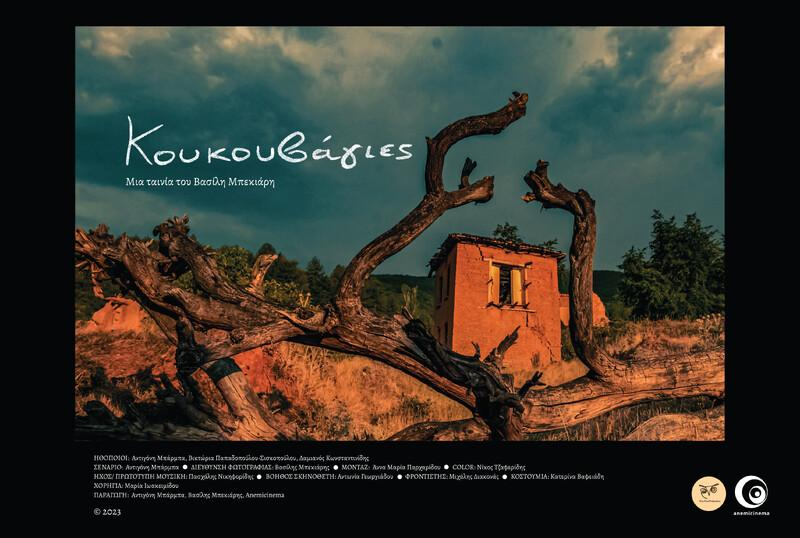 Κουκουβάγιες
Μια ταινία του Βασίλη Μπεκιάρη
ΗΘΟΠΟΙΟΙ: Αντιγόνη Μπάρμπα, Βικτώρια Παπαδοπούλου-Σισκοπούλου, Δαμιανός Κωνσταντινίδης
ΣΕΝΑΡΙΟ: Αντιγόνη Μπάρμπα ● ΔΙΕΥΘΥΝΣΗ ΦΩΤΟΓΡΑΦΙΑΣ: Βασίλης Μπεκιάρης ● ΜΟΝΤΑΖ: Άννα Μαρία Παρχαρίδου ● COLOR: Νίκος Τζαφερίδης
ΗΧΟΣ/ ΠΡΩΤΟΤΥΠΗ ΜΟΥΣΙΚΗ: Πασχάλης Νικηφορίδης ● ΒΟΗΘΟΣ ΣΚΗΝΟΘΕΤΗ: Αντωνία Γεωργιάδου ● ΦΡΟΝΤΙΣΤΗΣ: Μιχάλης Διακονάς ● ΚΟΣΤΟΥΜΙΑ: Κατερίνα Βαφειάδη
ΧΟΡΗΓΙΑ: Μαρία Ιωακειμίδου
ΠΑΡΑΓΩΓΗ: Αντιγόνη Μπάρμπα, Βασίλης Μπεκιάρης, Anemicinema
© 2023
anemicinema